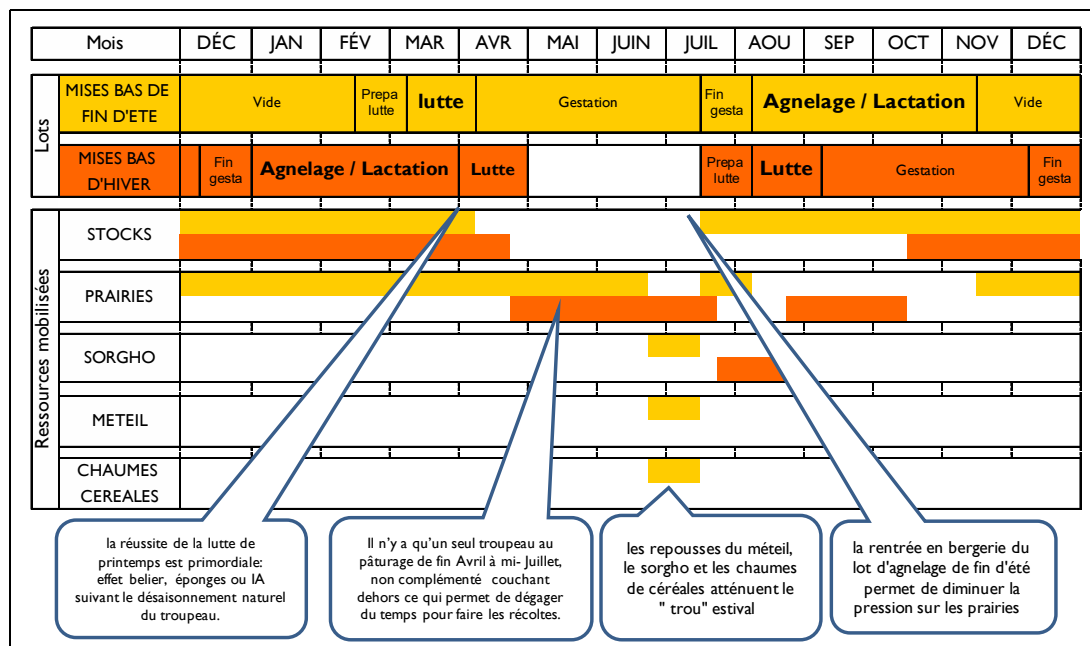 Mois DÉC JAN FÉV MAR AVR MAI JUIN JUIL AOU SEP OCT NOV DÉC
Lots
MISES BAS DE
FIN D'ETE
Vide
Prepa
lutte
lutte
Gestation
Fin
gesta
Agnelage / Lactation
Vide
MISES BAS
D'HIVER
Fin
gesta
Agnelage / Lactation
Lutte
Prepa
lutte
Lutte
Gestation
Fin
gesta
Ressources mobilisées
STOCKS
PRAIRIES
SORGHO
METEIL
CHAUMES
CEREALES
la réussite de la lutte de
printemps est primordiale:
effet belier, éponges ou IA
suivant le désaisonnement naturel
du troupeau.
Il n'y a qu'un seul troupeau au
pâturage de fin Avril à mi- Juillet,
non complémenté couchant
dehors ce qui permet de dégager
du temps pour faire les récoltes.
les repousses du méteil,
le sorgho et les chaumes
de céréales atténuent le
" trou" estival
la rentrée en bergerie du
lot d'agnelage de fin d'été
permet de diminuer la
pression sur les prairies